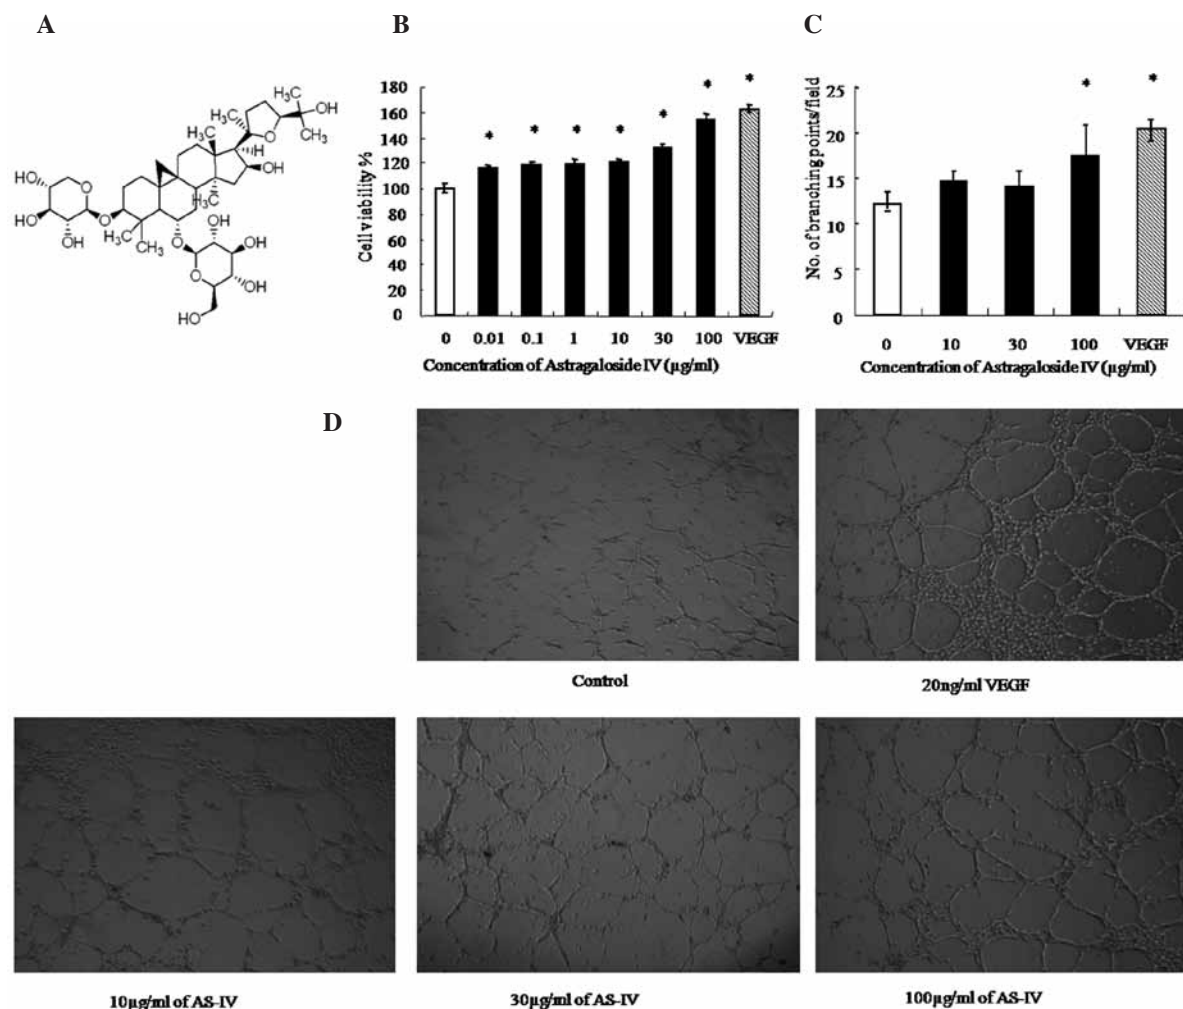 A
B
C
H₃C
OH
H₃C
O
CH₃
CH₃
H
OH
CH₃
HO
O
HO
O
OH
H₃C
CH₃
CH₃
O
OH
OH
O
OH
HO
Cell viability %
180
160
140
120
100
80
60
40
20
0
* * * * * * *
0 0.01 0.1 1 10 30 100 VEGF
Concentration of Astragaloside IV (µg/ml)
No. of branching points/field
25
20
15
10
5
0
* *
0 10 30 100 VEGF
Concentration of Astragaloside IV (µg/ml)
D
Control
20ng/ml VEGF
10µg/ml of AS-IV
30µg/ml of AS-IV
100µg/ml of AS-IV